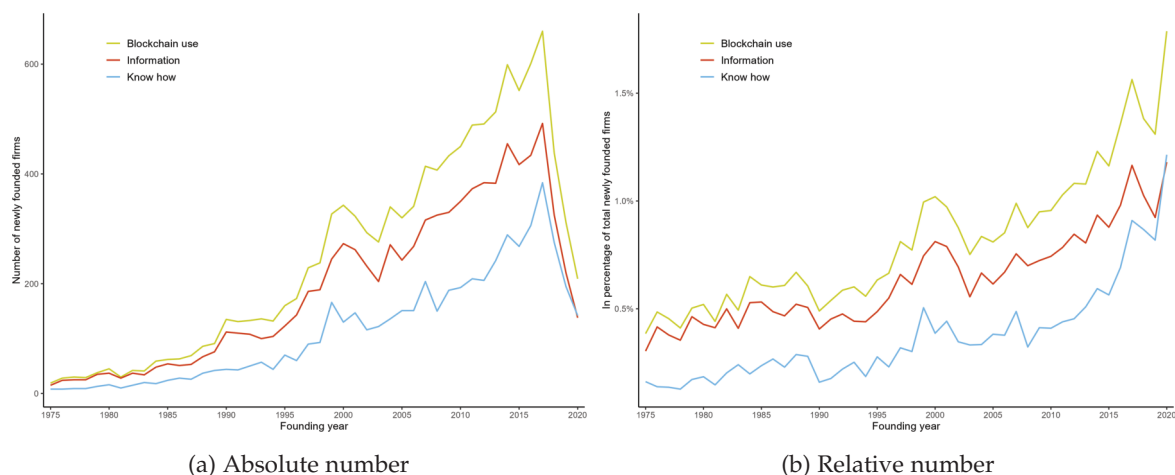 Number of newly founded firms
600
400
200
0
Blockchain use
Information
Know how
1975 1980 1985 1990 1995 2000 2005 2010 2015 2020
Founding year
(a) Absolute number
In percentage of total newly founded firms
1.5%
1.0%
0.5%
Blockchain use
Information
Know how
1975 1980 1985 1990 1995 2000 2005 2010 2015 2020
Founding year
(b) Relative number